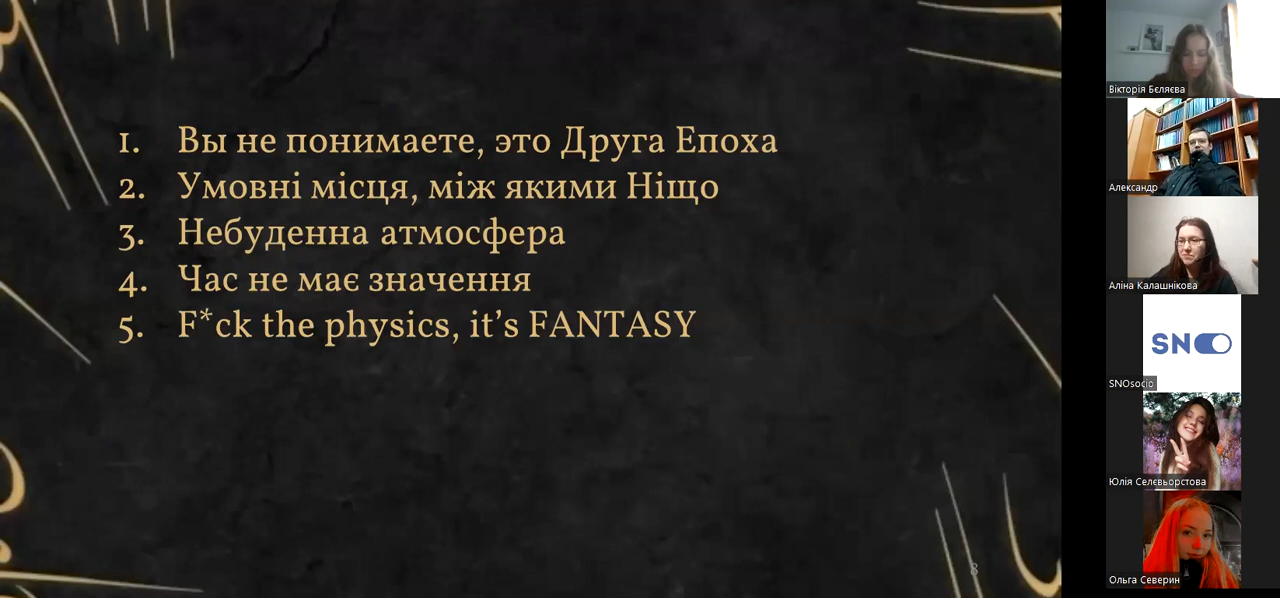 1. Вы не понимаете, это Друга Епоха
2. Умовні місця, між якими Ніщо
3. Небуденна атмосфера
4. Час не має значення
5. F*ck the physics, it’s FANTASY
8
Вікторія Бєляєва
Александр
Аліна Калашнікова
SNO
SNOsocio
Юлія Селєвьорстова
Ольга Северин